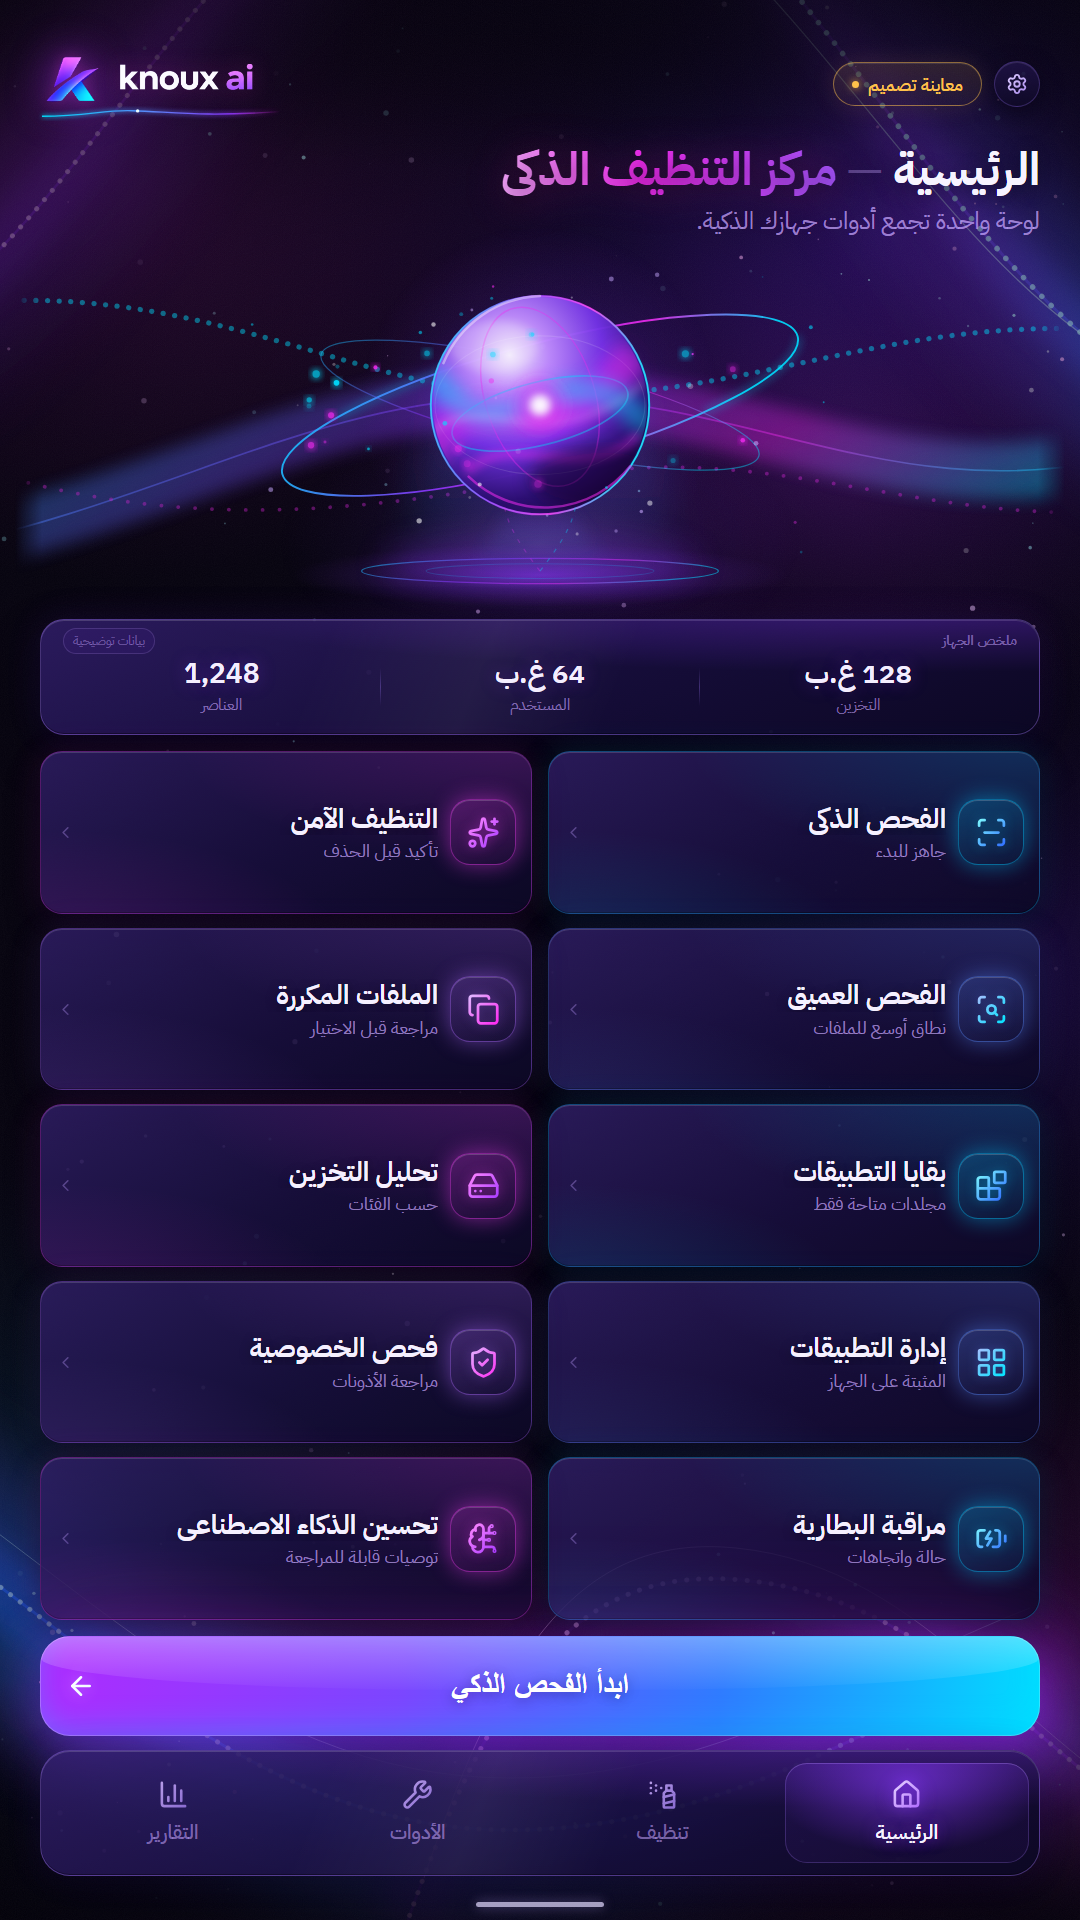 knoux ai
معاينة تصميم
الرئيسية — مركز التنظيف الذكي
لوحة واحدة تجمع أدوات جهازك الذكية.
ملخص الجهاز
بيانات توضيحية
128 غ.ب
التخزين
64 غ.ب
المستخدم
1,248
العناصر
الفحص الذكي
جاهز للبدء
التنظيف الآمن
تأكيد قبل الحذف
الفحص العميق
نطاق أوسع للملفات
الملفات المكررة
مراجعة قبل الاختيار
بقايا التطبيقات
مجلدات متاحة فقط
تحليل التخزين
حسب الفئات
إدارة التطبيقات
المثبتة على الجهاز
فحص الخصوصية
مراجعة الأذونات
مراقبة البطارية
حالة واتجاهات
تحسين الذكاء الاصطناعي
توصيات قابلة للمراجعة
ابدأ الفحص الذكي
الرئيسية
تنظيف
الأدوات
التقارير